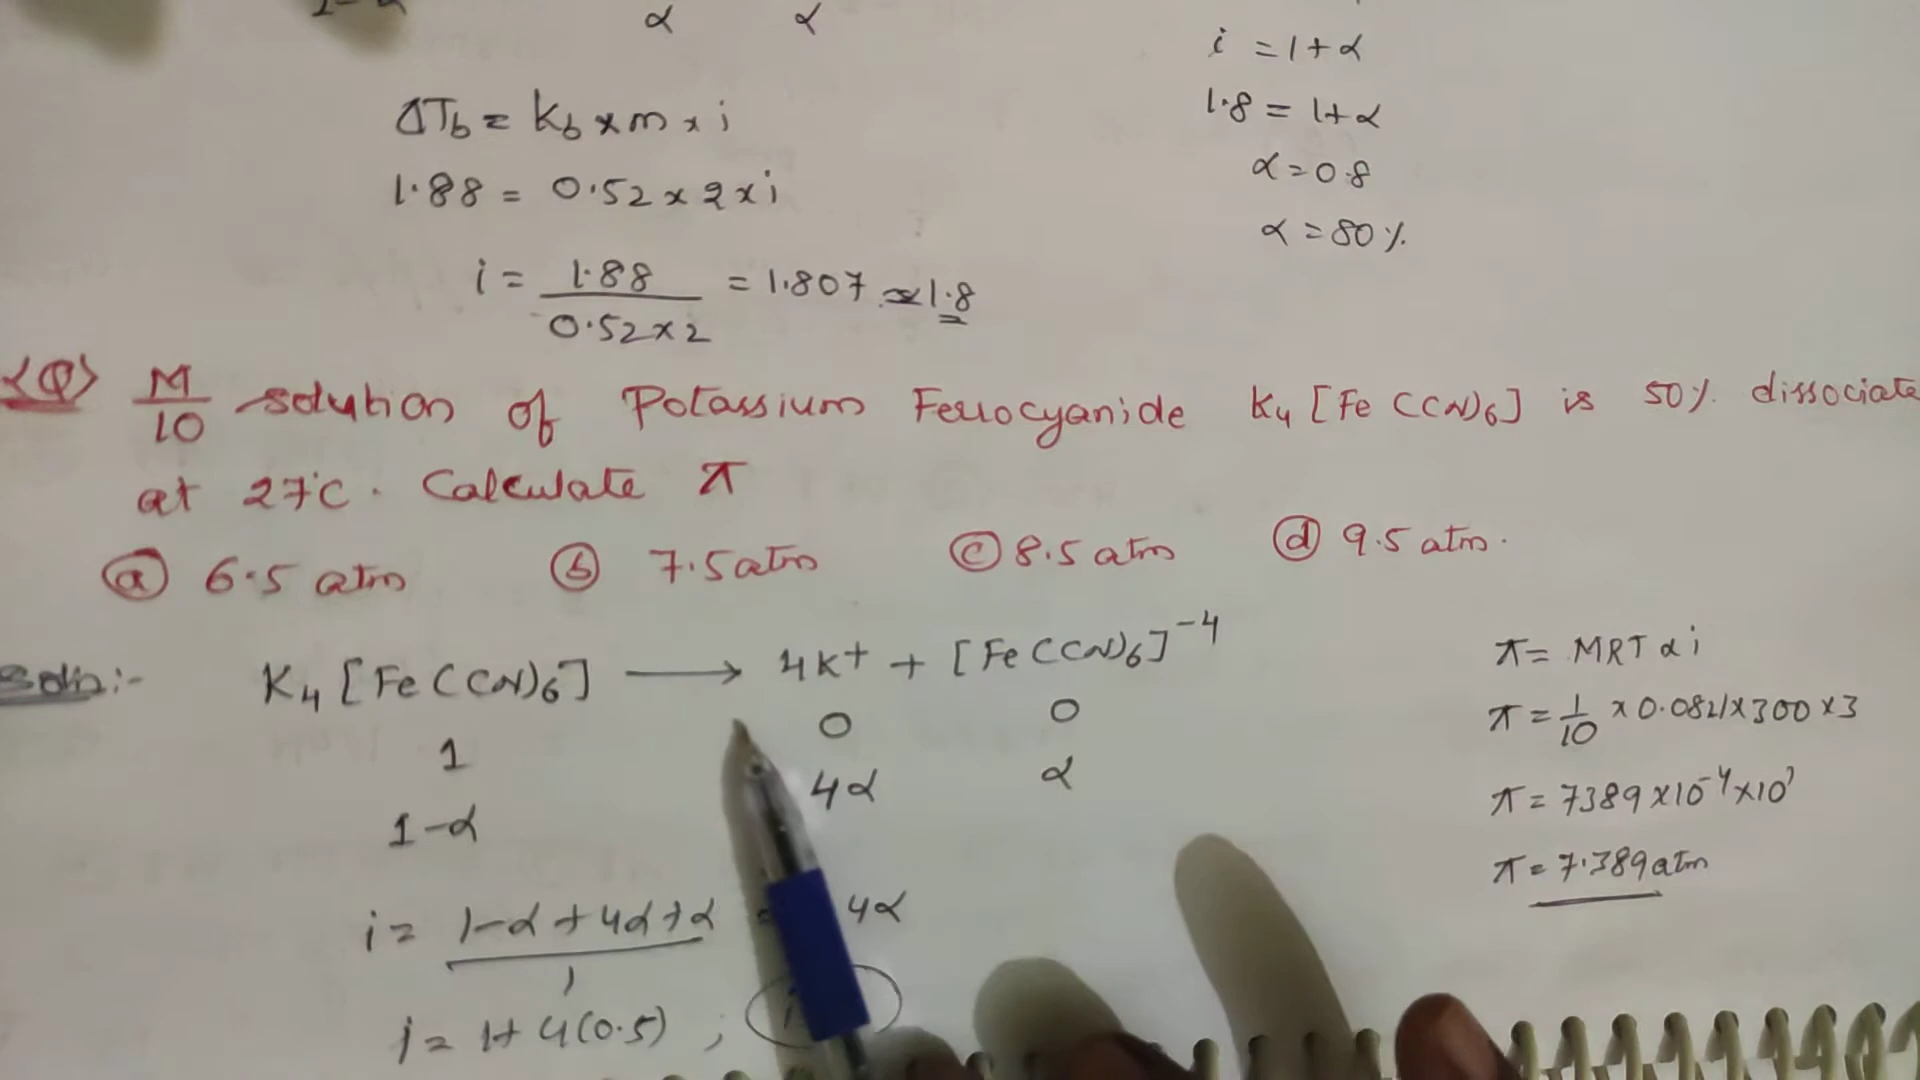 α α
ΔTb = Kb × m × i
1.88 = 0.52 × 2 × i
i = 1.88 / 0.52×2 = 1.807 ≈ 1.8
i = 1+α
1.8 = 1+α
α = 0.8
α = 80%
<Q> M/10 solution of Potassium Ferrocyanide K4[Fe(CN)6] is 50% dissociate
at 27°C. Calculate π
(a) 6.5 atm (b) 7.5 atm (c) 8.5 atm (d) 9.5 atm.
Soln:- K4[Fe(CN)6] → 4K+ + [Fe(CN)6]-4
1 0 0
1-α 4α α
i = 1-α+4α+α / 1 4α
i = 1+4(0.5) ;
π = MRT × i
π = 1/10 × 0.0821 × 300 × 3
π = 7389 × 10-4 × 10
π = 7.389 atm